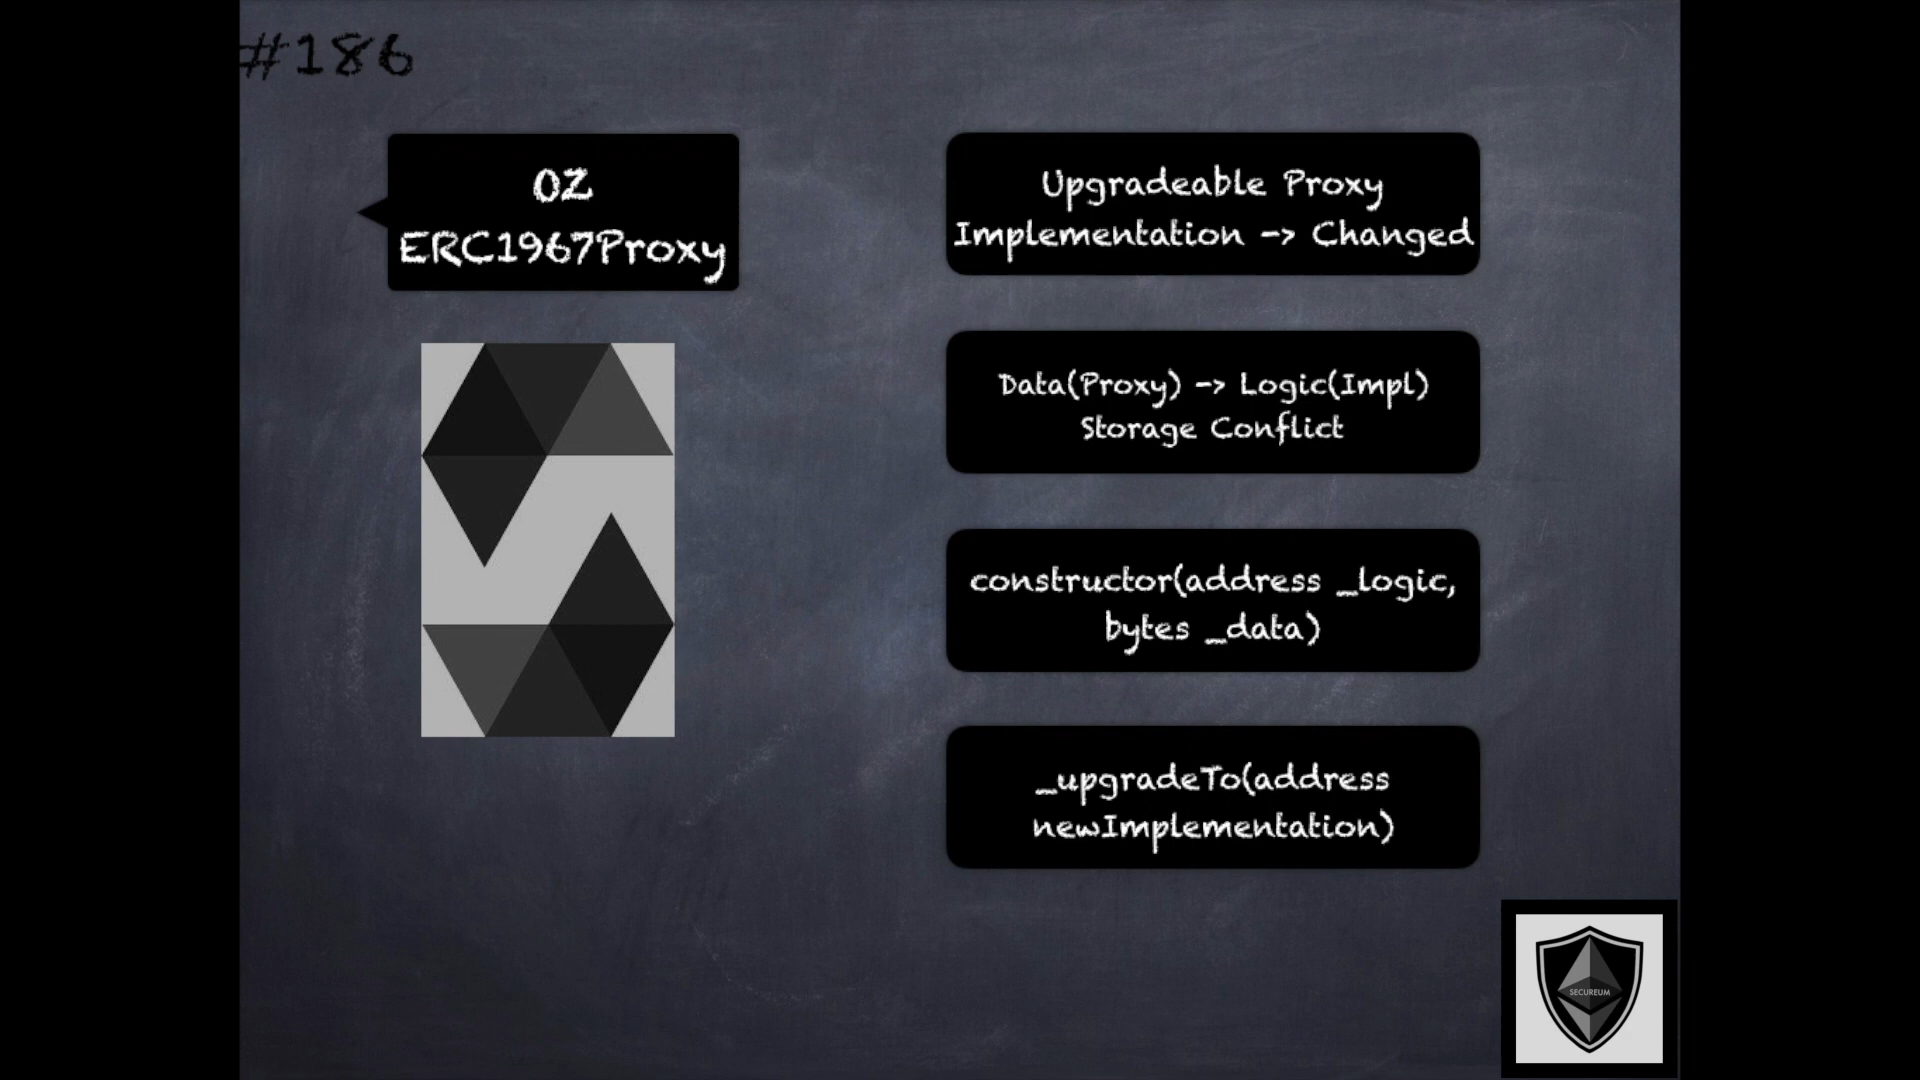 #186
OZ
ERC1967Proxy
Upgradeable Proxy
Implementation -> Changed
Data(Proxy) -> Logic(Impl)
Storage Conflict
constructor(address _logic,
bytes _data)
_upgradeTo(address
newImplementation)
SECUREUM